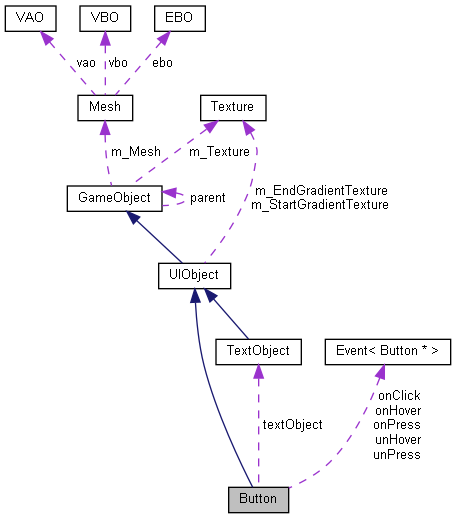 VAO
VBO
EBO
vao
vbo
ebo
Mesh
Texture
m_Mesh
m_Texture
GameObject
parent
m_EndGradientTexture
m_StartGradientTexture
UIObject
TextObject
Event< Button * >
textObject
onClick
onHover
onPress
unHover
unPress
Button